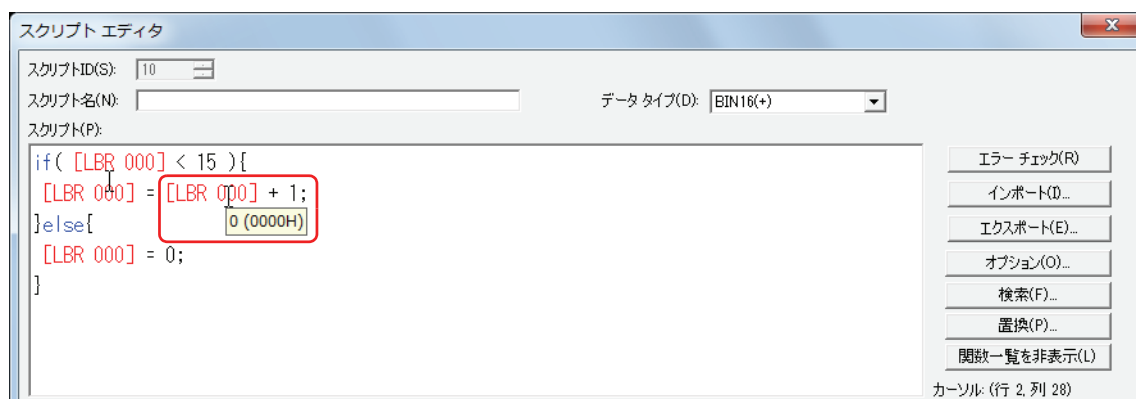 スクリプト エディタ
スクリプトID(S): 10
スクリプト名(N):
データ タイプ(D): BIN16(+)
スクリプト(P):
if( [LBR 000] < 15 ){
[LBR 000] = [LBR 000] + 1;
}else{
0 (0000H)
[LBR 000] = 0;
}
エラー チェック(R)
インポート(I)...
エクスポート(E)...
オプション(O)...
検索(F)...
置換(P)...
関数一覧を非表示(L)
カーソル: (行 2, 列 28)